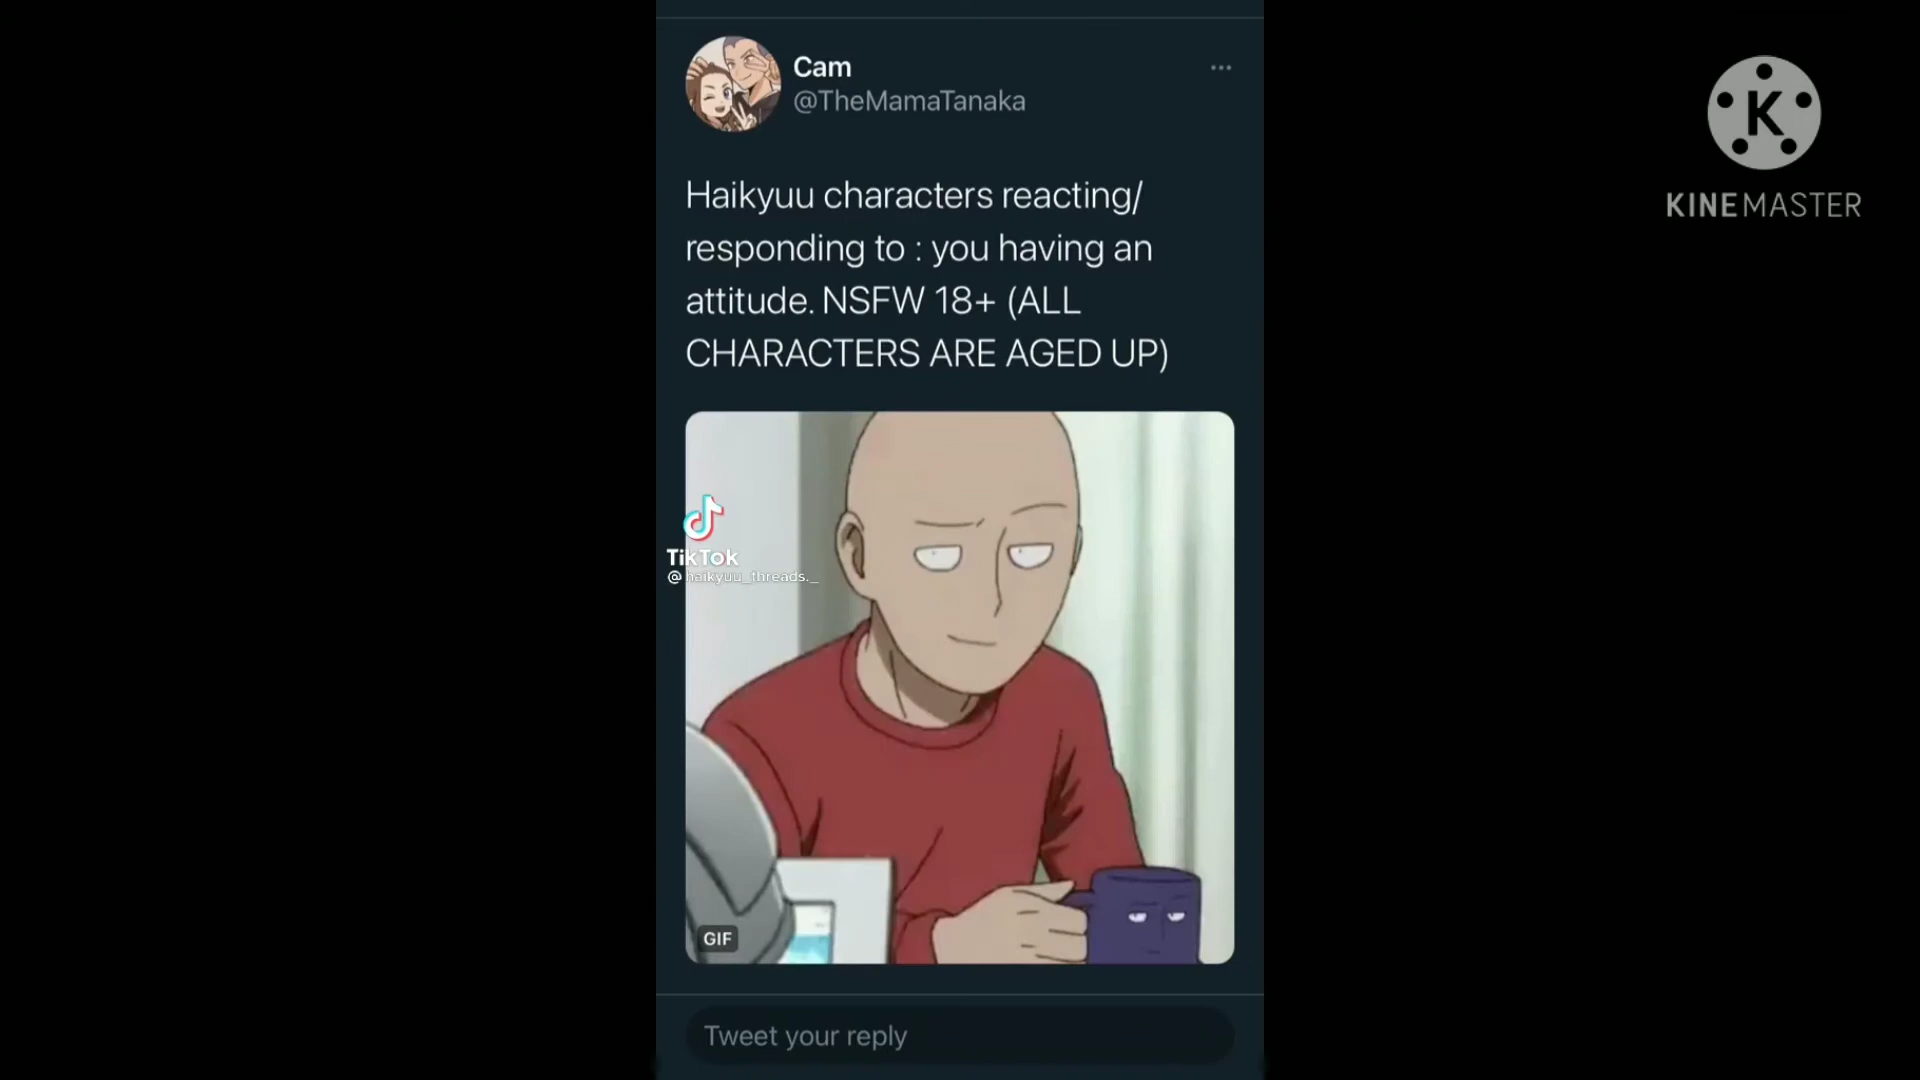 Cam
@TheMamaTanaka
Haikyuu characters reacting/
responding to : you having an
attitude. NSFW 18+ (ALL
CHARACTERS ARE AGED UP)
TikTok
@haikyuu_threads._
GIF
Tweet your reply
K
KINEMASTER